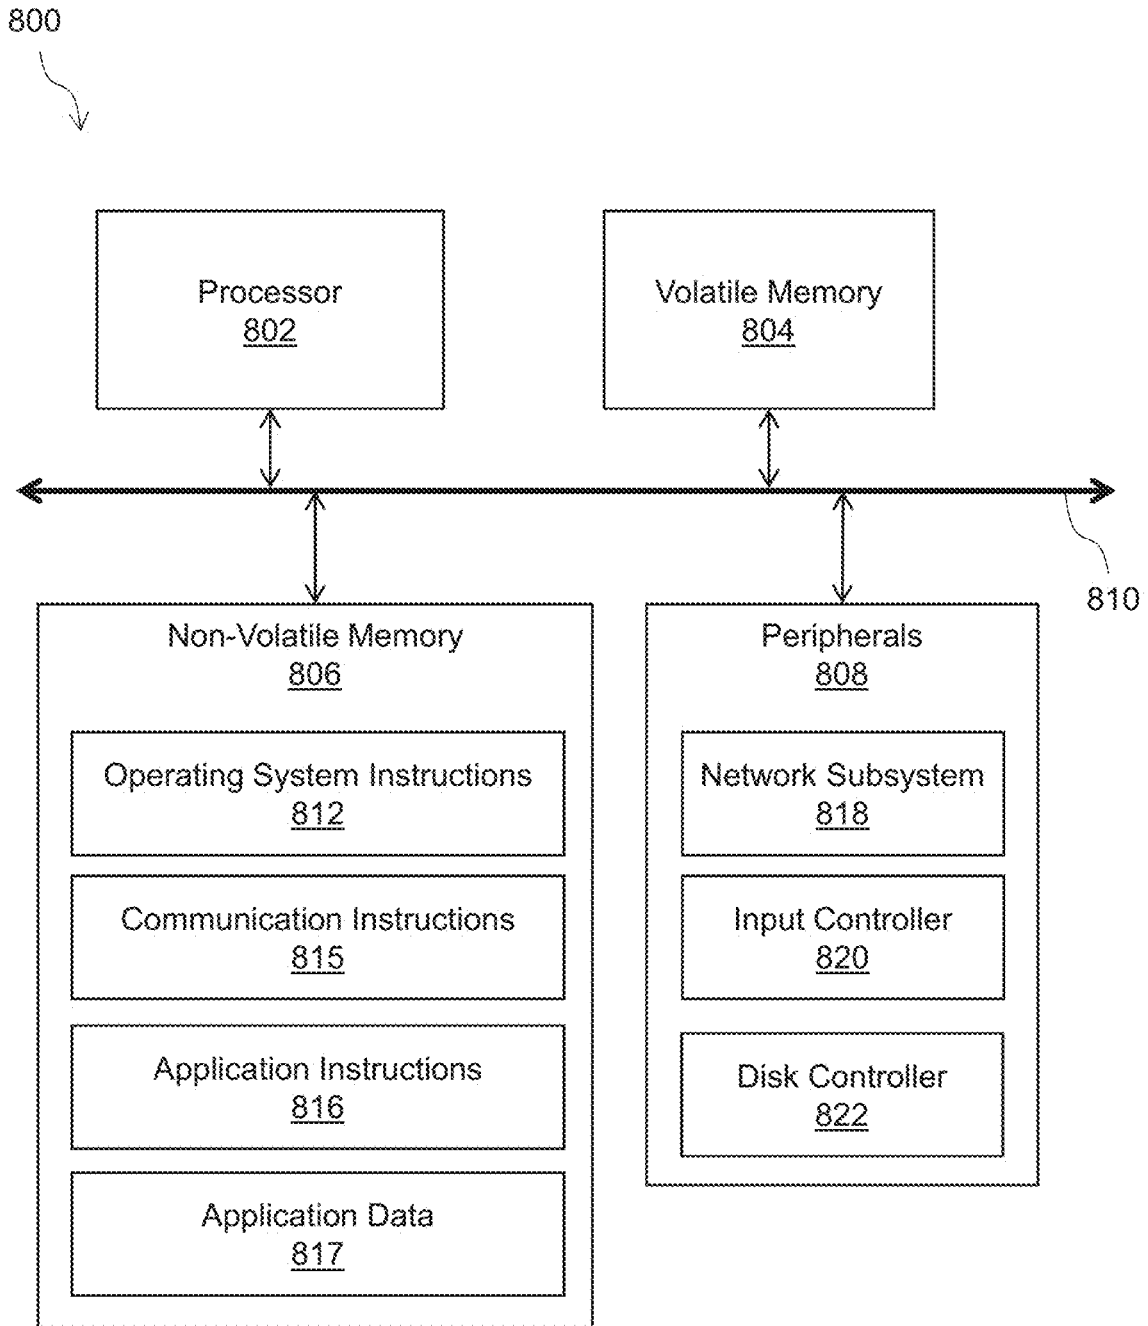 800
Processor
802
Volatile Memory
804
810
Non-Volatile Memory
806
Operating System Instructions
812
Communication Instructions
815
Application Instructions
816
Application Data
817
Peripherals
808
Network Subsystem
818
Input Controller
820
Disk Controller
822